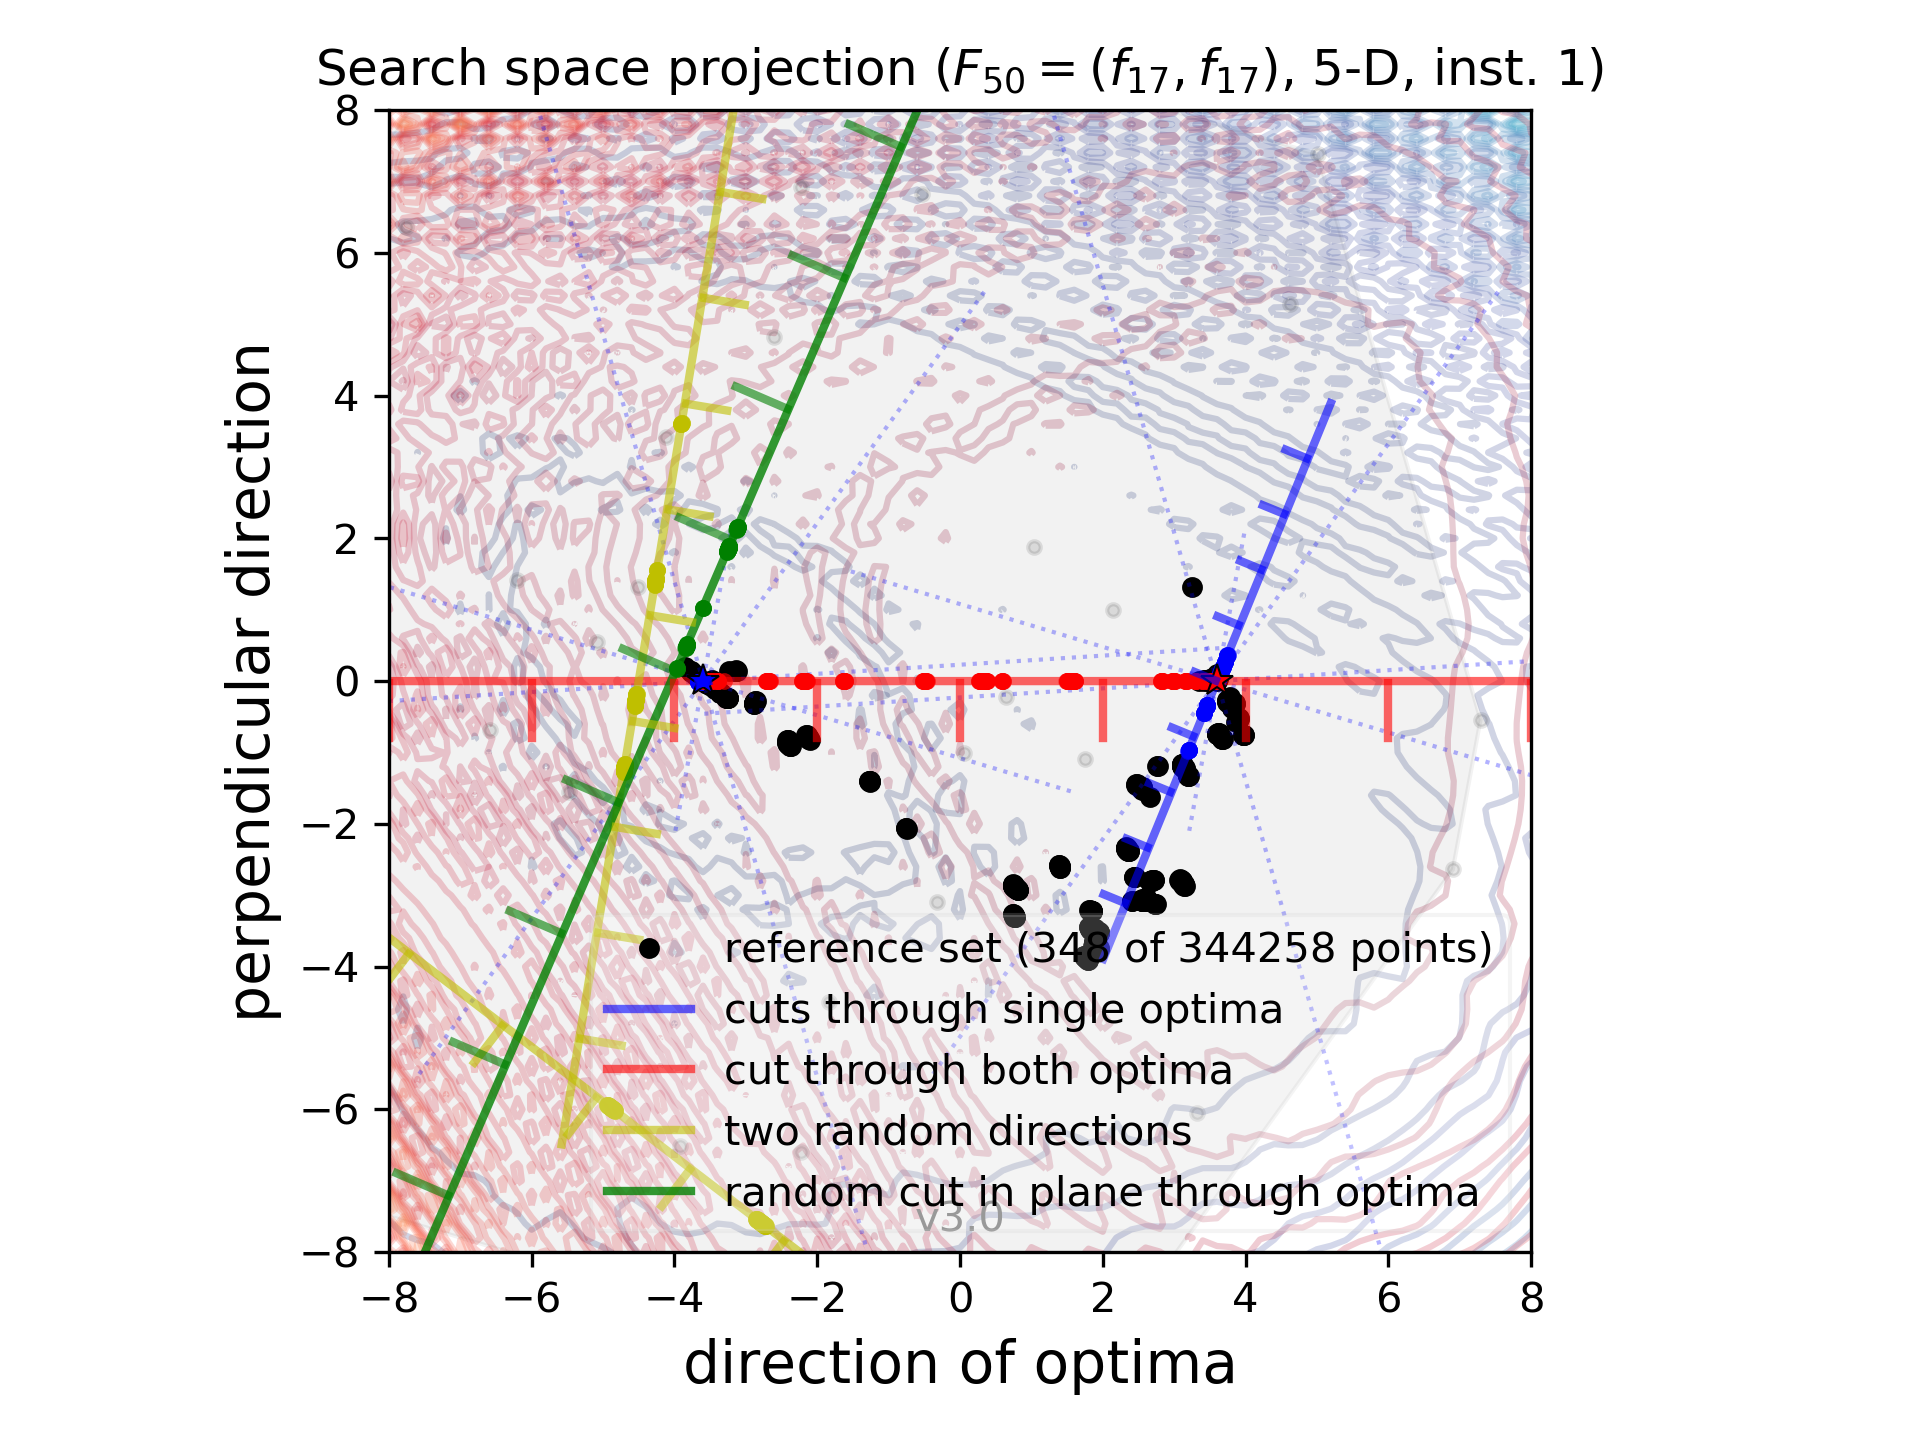 Search space projection (F₅₀ = (f₁₇, f₁₇), 5-D, inst. 1)
perpendicular direction
8
6
4
2
0
−2
−4
−6
−8
reference set (348 of 344258 points)
cuts through single optima
cut through both optima
two random directions
random cut in plane through optima
v3.0
−8 −6 −4 −2 0 2 4 6 8
direction of optima